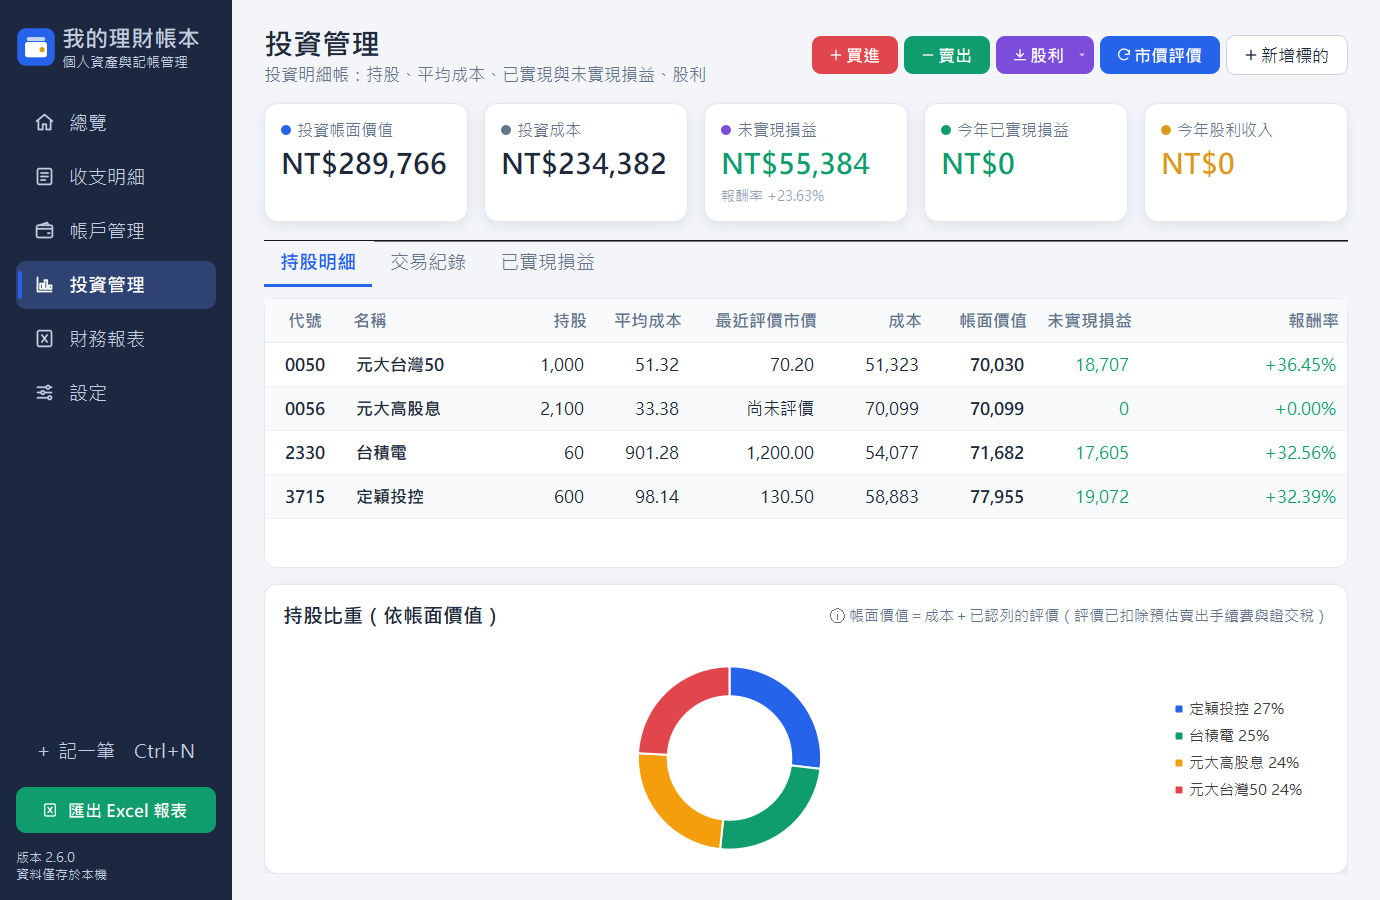 我的理財帳本
個人資產與記帳管理
總覽
收支明細
帳戶管理
投資管理
財務報表
設定
+ 記一筆 Ctrl+N
匯出 Excel 報表
版本 2.6.0
資料僅存於本機
投資管理
投資明細帳：持股、平均成本、已實現與未實現損益、股利
買進
賣出
股利
市價評價
新增標的
投資帳面價值
NT$289,766
投資成本
NT$234,382
未實現損益
NT$55,384
報酬率 +23.63%
今年已實現損益
NT$0
今年股利收入
NT$0
持股明細 交易紀錄 已實現損益
代號 名稱 持股 平均成本 最近評價市價 成本 帳面價值 未實現損益 報酬率
0050 元大台灣50 1,000 51.32 70.20 51,323 70,030 18,707 +36.45%
0056 元大高股息 2,100 33.38 尚未評價 70,099 70,099 0 +0.00%
2330 台積電 60 901.28 1,200.00 54,077 71,682 17,605 +32.56%
3715 定穎投控 600 98.14 130.50 58,883 77,955 19,072 +32.39%
持股比重（依帳面價值）
帳面價值＝成本＋已認列的評價（評價已扣除預估賣出手續費與證交稅）
定穎投控 27%
台積電 25%
元大高股息 24%
元大台灣50 24%